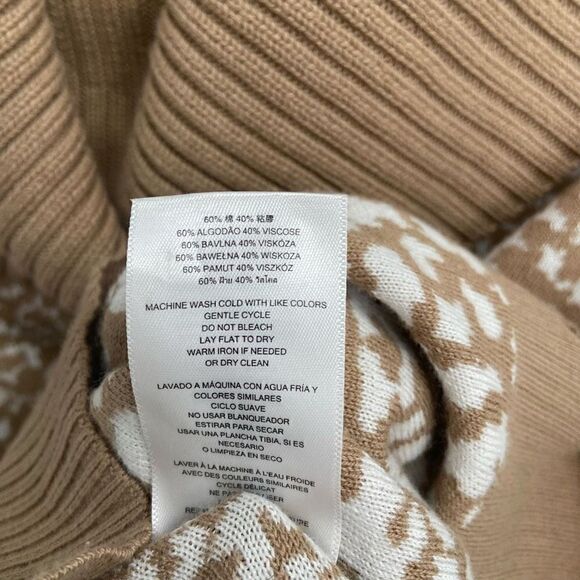 60% 棉 40% 粘膠
60% ALGODÃO 40% VISCOSE
60% BAVLNA 40% VISKÓZA
60% BAWEŁNA 40% WISKOZA
60% PAMUT 40% VISZKÓZ
60% ฝ้าย 40% วิสโคส
MACHINE WASH COLD WITH LIKE COLORS
GENTLE CYCLE
DO NOT BLEACH
LAY FLAT TO DRY
WARM IRON IF NEEDED
OR DRY CLEAN
LAVADO A MÁQUINA CON AGUA FRÍA Y
COLORES SIMILARES
CICLO SUAVE
NO USAR BLANQUEADOR
ESTIRAR PARA SECAR
USAR UNA PLANCHA TIBIA, SI ES
NECESARIO
O LIMPIEZA EN SECO
LAVER À LA MACHINE À L'EAU FROIDE
AVEC DES COULEURS SIMILAIRES
CYCLE DÉLICAT
NE